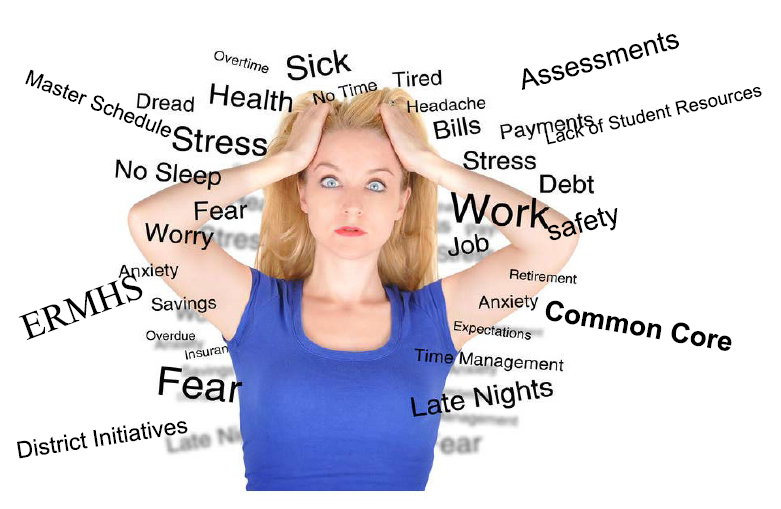 Overtime
Sick
Assessments
Master Schedule
Dread
Health
No Time
Tired
Headache
Stress
Bills
Payments
Lack of Student Resources
No Sleep
Stress
Debt
Fear
Work
safety
Worry
Job
Anxiety
ERMHS
Savings
Retirement
Anxiety
Common Core
Overdue
Insuran
Expectations
Time Management
Fear
Late Nights
District Initiatives
Late Ni
ear